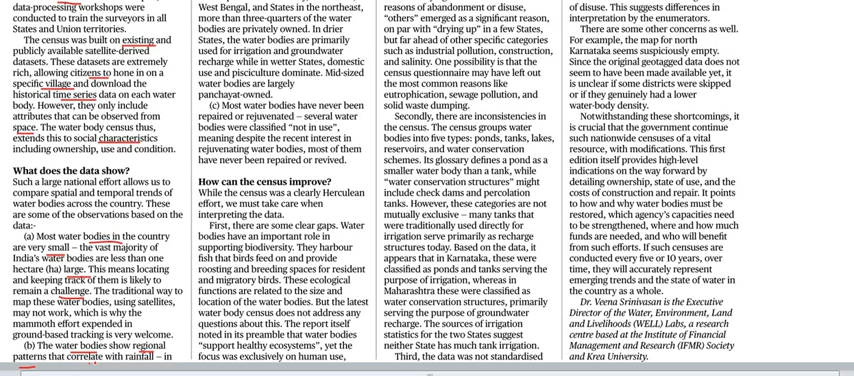 data-processing workshops were
conducted to train the surveyors in all
States and Union territories.
The census was built on existing and
publicly available satellite-derived
datasets. These datasets are extremely
rich, allowing citizens to hone in on a
specific village and download the
historical time series data on each water
body. However, they only include
attributes that can be observed from
space. The water body census thus,
extends this to social characteristics
including ownership, use and condition.
What does the data show?
Such a large national effort allows us to
compare spatial and temporal trends of
water bodies across the country. These
are some of the observations based on the
data:-
(a) Most water bodies in the country
are very small – the vast majority of
India's water bodies are less than one
hectare (ha) large. This means locating
and keeping track of them is likely to
remain a challenge. The traditional way to
map these water bodies, using satellites,
may not work, which is why the
mammoth effort expended in
ground-based tracking is very welcome.
(b) The water bodies show regional
patterns that correlate with rainfall – in
West Bengal, and States in the northeast,
more than three-quarters of the water
bodies are privately owned. In drier
States, the water bodies are primarily
used for irrigation and groundwater
recharge while in wetter States, domestic
use and pisciculture dominate. Mid-sized
water bodies are largely
panchayat-owned.
(c) Most water bodies have never been
repaired or rejuvenated – several water
bodies were classified “not in use”,
meaning despite the recent interest in
rejuvenating water bodies, most of them
have never been repaired or revived.
How can the census improve?
While the census was a clearly Herculean
effort, we must take care when
interpreting the data.
First, there are some clear gaps. Water
bodies have an important role in
supporting biodiversity. They harbour
fish that birds feed on and provide
roosting and breeding spaces for resident
and migratory birds. These ecological
functions are related to the size and
location of the water bodies. But the latest
water body census does not address any
questions about this. The report itself
noted in its preamble that water bodies
“support healthy ecosystems”, yet the
focus was exclusively on human use,
reasons of abandonment or disuse,
“others” emerged as a significant reason,
on par with “drying up” in a few States,
but far ahead of other specific categories
such as industrial pollution, construction,
and salinity. One possibility is that the
census questionnaire may have left out
the most common reasons like
eutrophication, sewage pollution, and
solid waste dumping.
Secondly, there are inconsistencies in
the census. The census groups water
bodies into five types: ponds, tanks, lakes,
reservoirs, and water conservation
schemes. Its glossary defines a pond as a
smaller water body than a tank, while
“water conservation structures” might
include check dams and percolation
tanks. However, these categories are not
mutually exclusive – many tanks that
were traditionally used directly for
irrigation serve primarily as recharge
structures today. Based on the data, it
appears that in Karnataka, these were
classified as ponds and tanks serving the
purpose of irrigation, whereas in
Maharashtra these were classified as
water conservation structures, primarily
serving the purpose of groundwater
recharge. The sources of irrigation
statistics for the two States suggest
neither State has much tank irrigation.
Third, the data was not standardised
of disuse. This suggests differences in
interpretation by the enumerators.
There are some other concerns as well.
For example, the map for north
Karnataka seems suspiciously empty.
Since the original geotagged data does not
seem to have been made available yet, it
is unclear if some districts were skipped
or if they genuinely had a lower
water-body density.
Notwithstanding these shortcomings, it
is crucial that the government continue
such nationwide censuses of a vital
resource, with modifications. This first
edition itself provides high-level
indications on the way forward by
detailing ownership, state of use, and the
costs of construction and repair. It points
to how and why water bodies must be
restored, which agency's capacities need
to be strengthened, where and how much
funds are needed, and who will benefit
from such efforts. If such censuses are
conducted every five or 10 years, over
time, they will accurately represent
emerging trends and the state of water in
the country as a whole.
Dr. Veena Srinivasan is the Executive
Director of the Water, Environment, Land
and Livelihoods (WELL) Labs, a research
centre based at the Institute of Financial
Management and Research (IFMR) Society
and Krea University.